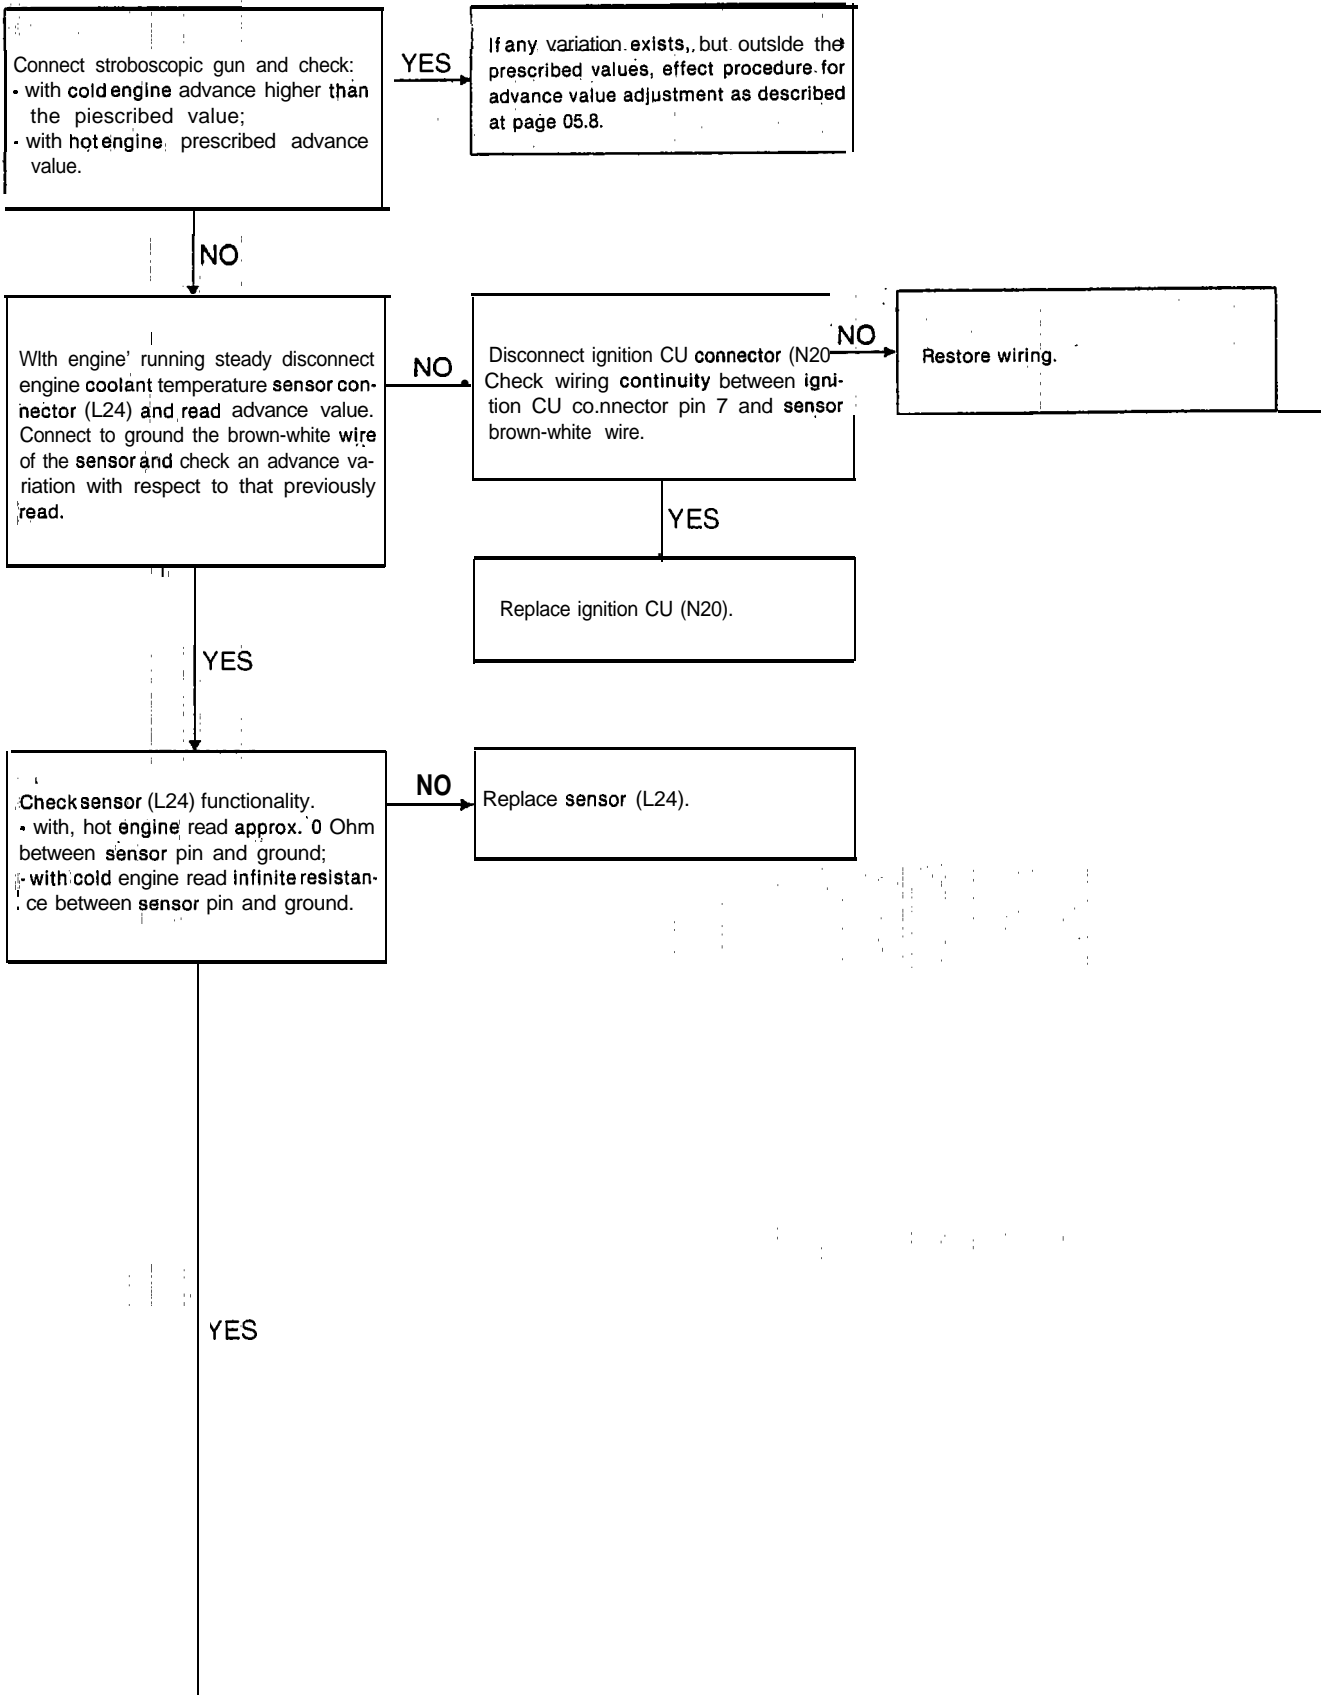 Connect stroboscopic gun and check:
- with cold engine advance higher than
the piescribed value;
- with hot engine prescribed advance
value.
YES
If any variation exists, but outslde the
prescribed values, effect procedure for
advance value adjustment as described
at page 05.8.
NO
WIth engine' running steady disconnect
engine coolant temperature sensor con-
nector (L24) and read advance value.
Connect to ground the brown-white wire
of the sensor and check an advance va-
riation with respect to that previously
read.
NO
Disconnect ignition CU connector (N20
Check wiring continuity between igni-
tion CU co.nnector pin 7 and sensor
brown-white wire.
NO
Restore wiring.
YES
Replace ignition CU (N20).
YES
Check sensor (L24) functionality.
- with, hot engine read approx. 0 Ohm
between sensor pin and ground;
- with cold engine read infinite resistan-
ce between sensor pin and ground.
NO
Replace sensor (L24).
YES